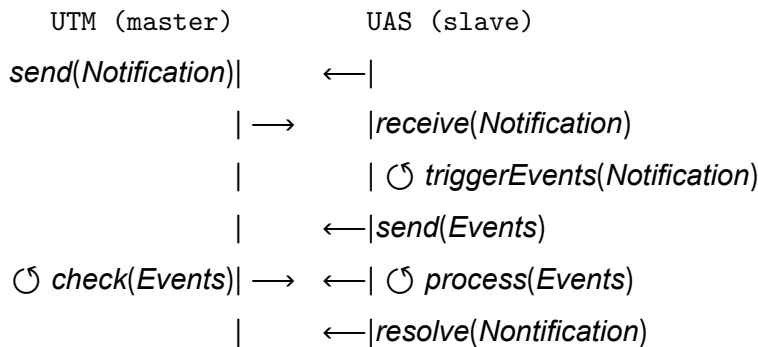 UTM (master) UAS (slave)
send(Notification)| ←—|
| —→ |receive(Notification)
| | ↺ triggerEvents(Notification)
| ←—|send(Events)
↺ check(Events)| —→ ←—| ↺ process(Events)
| ←—|resolve(Nontification)